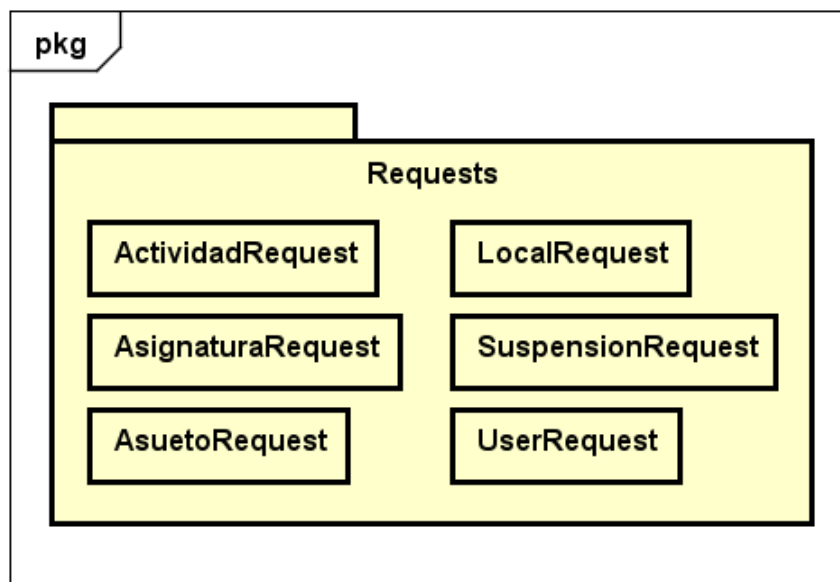 pkg
Requests
ActividadRequest
LocalRequest
AsignaturaRequest
SuspensionRequest
AsuetoRequest
UserRequest